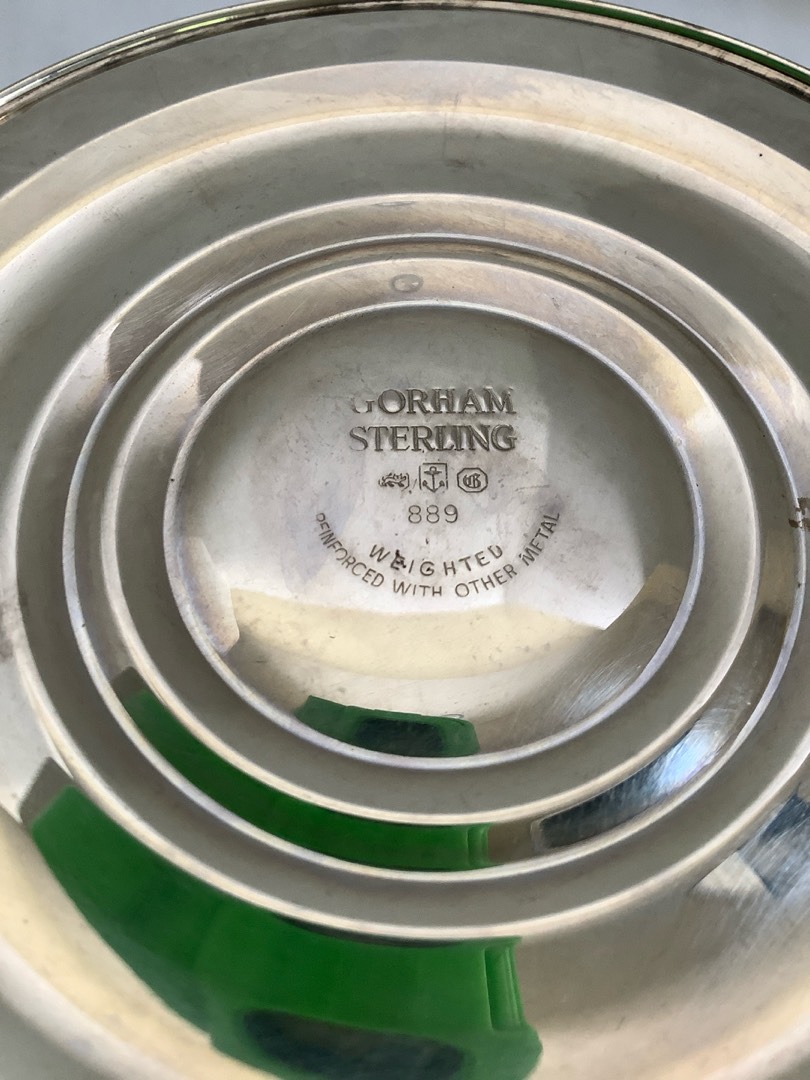 GORHAM
STERLING
889
WEIGHTED
REINFORCED WITH OTHER METAL